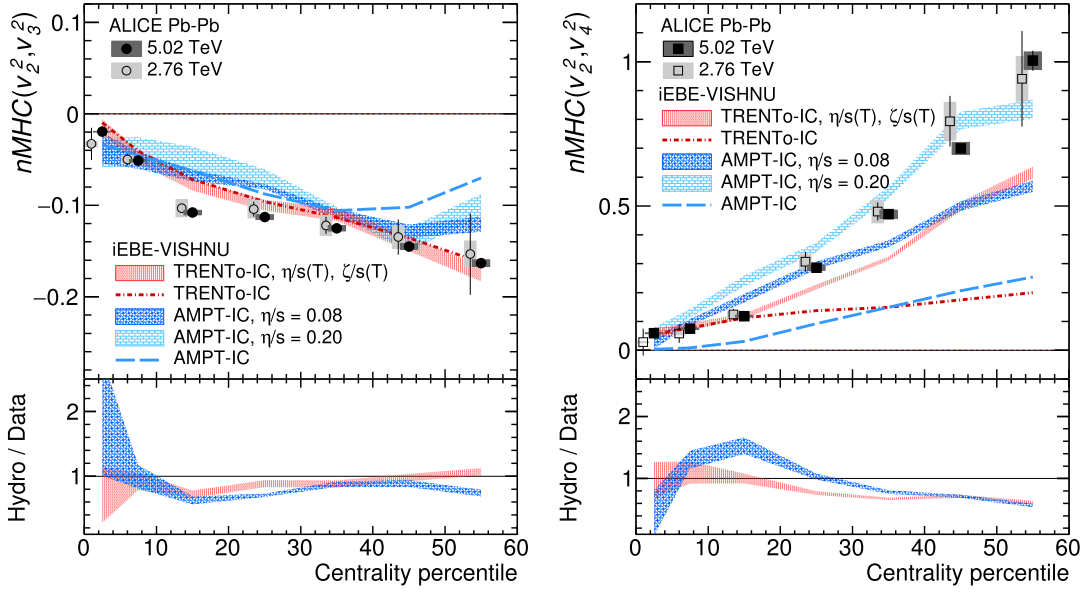 nMHC(v₂², v₃²)
0.1
0
−0.1
−0.2
ALICE Pb-Pb
5.02 TeV
2.76 TeV
iEBE-VISHNU
TRENTo-IC, η/s(T), ζ/s(T)
TRENTo-IC
AMPT-IC, η/s = 0.08
AMPT-IC, η/s = 0.20
AMPT-IC
Hydro / Data
2
1
0 10 20 30 40 50 60
Centrality percentile
nMHC(v₂², v₄²)
1
0.5
0
ALICE Pb-Pb
5.02 TeV
2.76 TeV
iEBE-VISHNU
TRENTo-IC, η/s(T), ζ/s(T)
TRENTo-IC
AMPT-IC, η/s = 0.08
AMPT-IC, η/s = 0.20
AMPT-IC
Hydro / Data
2
1
0 10 20 30 40 50 60
Centrality percentile